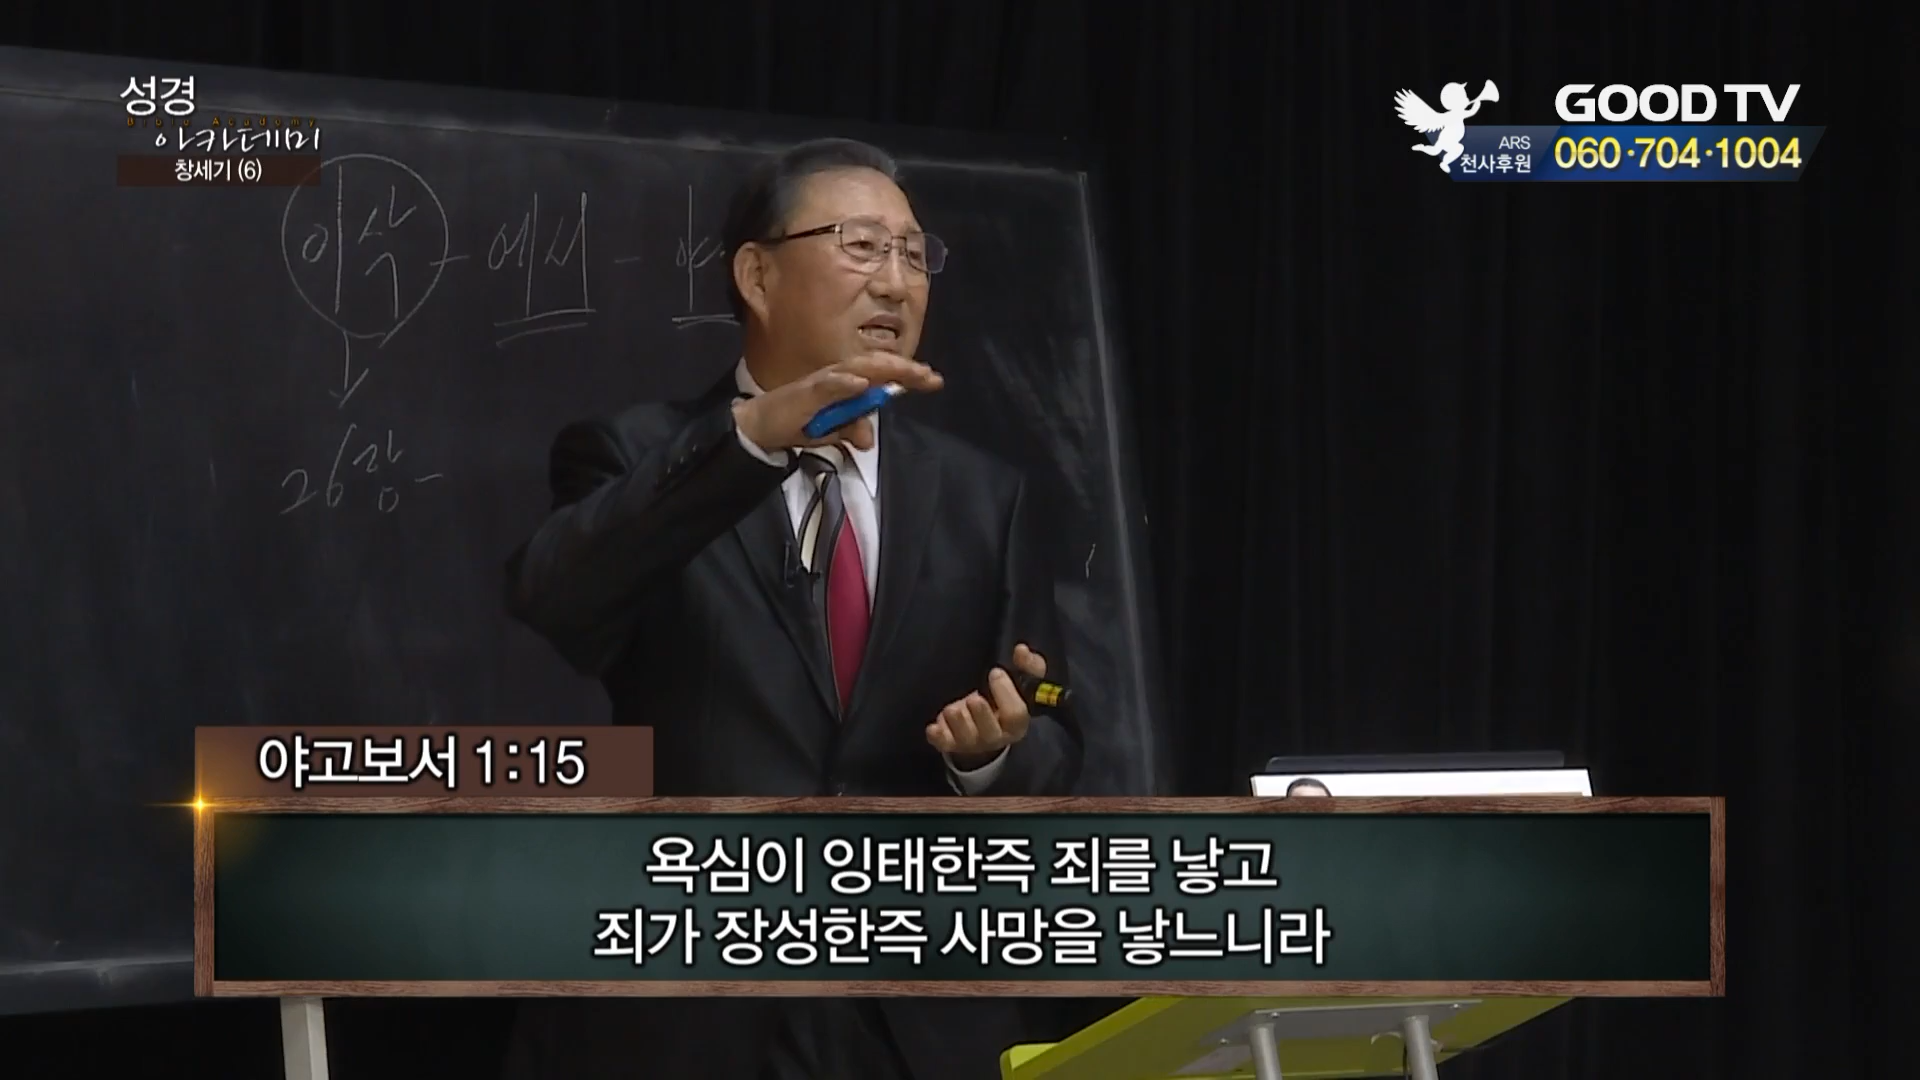 성경
Bible Academy
아카데미
창세기 (6)
GOOD TV
ARS
천사후원
060·704·1004
이삭 - 에서 - 야
26장 -
야고보서 1:15
욕심이 잉태한즉 죄를 낳고
죄가 장성한즉 사망을 낳느니라